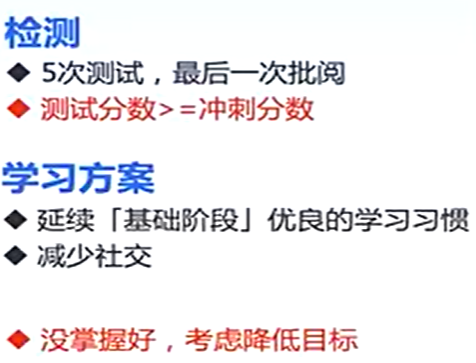 检测
◆ 5次测试，最后一次批阅
◆ 测试分数>=冲刺分数
学习方案
◆ 延续「基础阶段」优良的学习习惯
◆ 减少社交
◆ 没掌握好，考虑降低目标